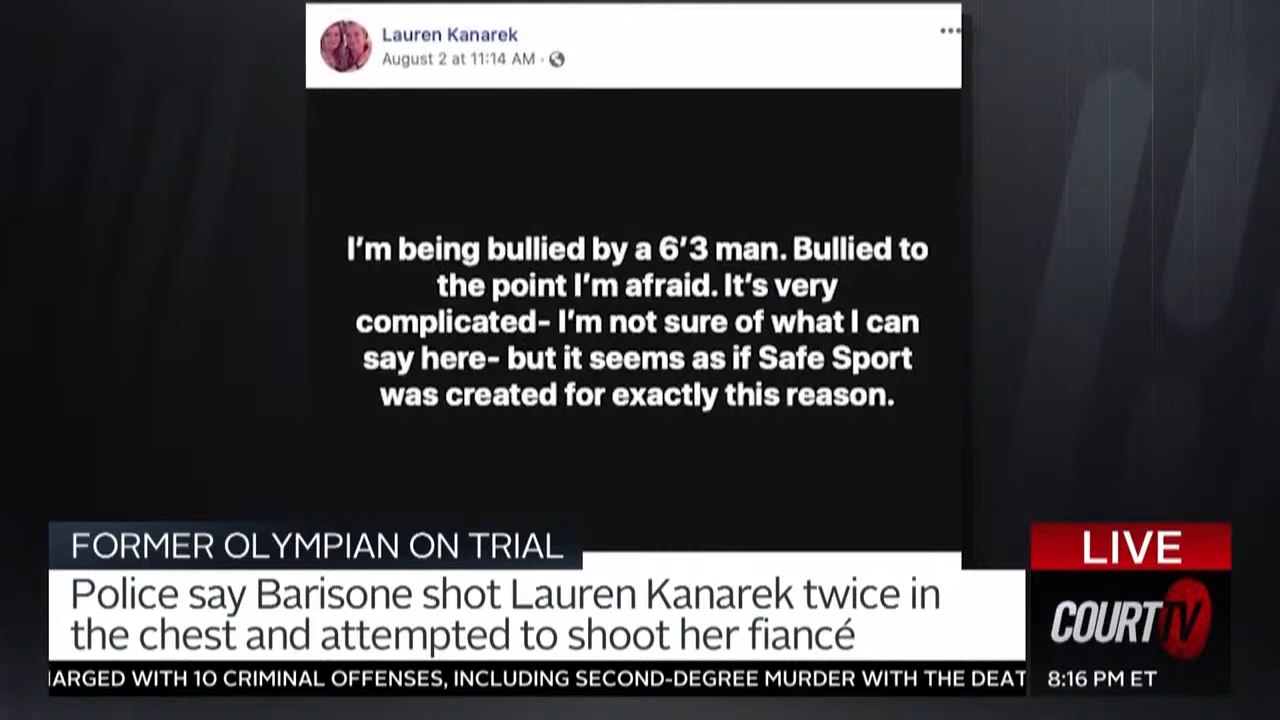 Lauren Kanarek
August 2 at 11:14 AM ·
I'm being bullied by a 6'3 man. Bullied to
the point I'm afraid. It's very
complicated- I'm not sure of what I can
say here- but it seems as if Safe Sport
was created for exactly this reason.
FORMER OLYMPIAN ON TRIAL
Police say Barisone shot Lauren Kanarek twice in
the chest and attempted to shoot her fiancé
LIVE
COURT TV
ARGED WITH 10 CRIMINAL OFFENSES, INCLUDING SECOND-DEGREE MURDER WITH THE DEAT
8:16 PM ET